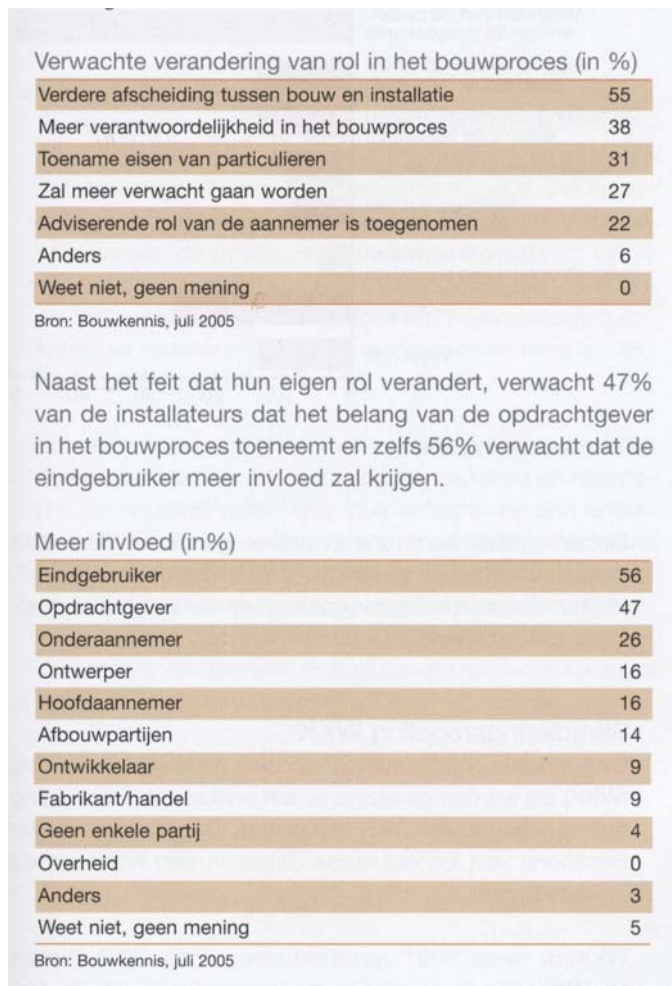 Verwachte verandering van rol in het bouwproces (in %)
Verdere afscheiding tussen bouw en installatie 55
Meer verantwoordelijkheid in het bouwproces 38
Toename eisen van particulieren 31
Zal meer verwacht gaan worden 27
Adviserende rol van de aannemer is toegenomen 22
Anders 6
Weet niet, geen mening 0
Bron: Bouwkennis, juli 2005
Naast het feit dat hun eigen rol verandert, verwacht 47%
van de installateurs dat het belang van de opdrachtgever
in het bouwproces toeneemt en zelfs 56% verwacht dat de
eindgebruiker meer invloed zal krijgen.
Meer invloed (in%)
Eindgebruiker 56
Opdrachtgever 47
Onderaannemer 26
Ontwerper 16
Hoofdaannemer 16
Afbouwpartijen 14
Ontwikkelaar 9
Fabrikant/handel 9
Geen enkele partij 4
Overheid 0
Anders 3
Weet niet, geen mening 5
Bron: Bouwkennis, juli 2005